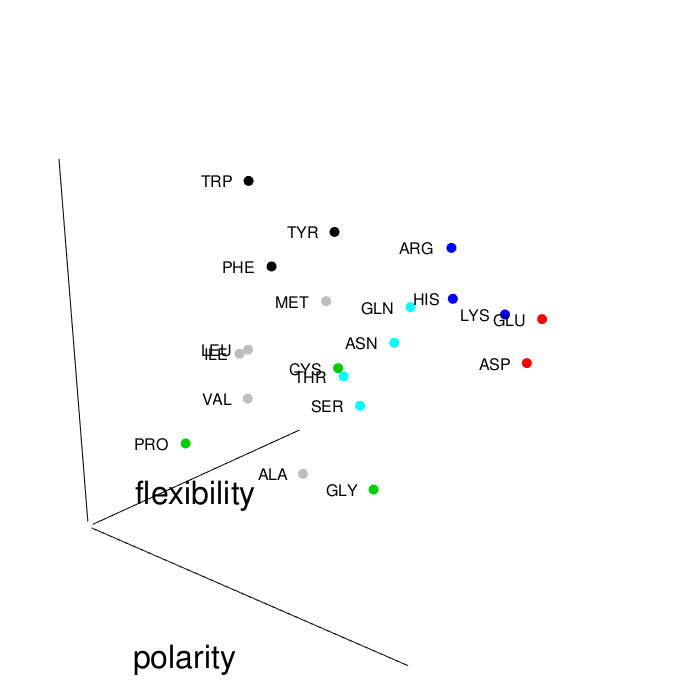 TRP
TYR
ARG
PHE
MET
HIS
GLN
LYS
GLU
ASN
LEU
ILE
ASP
CYS
THR
VAL
SER
PRO
ALA
GLY
flexibility
polarity